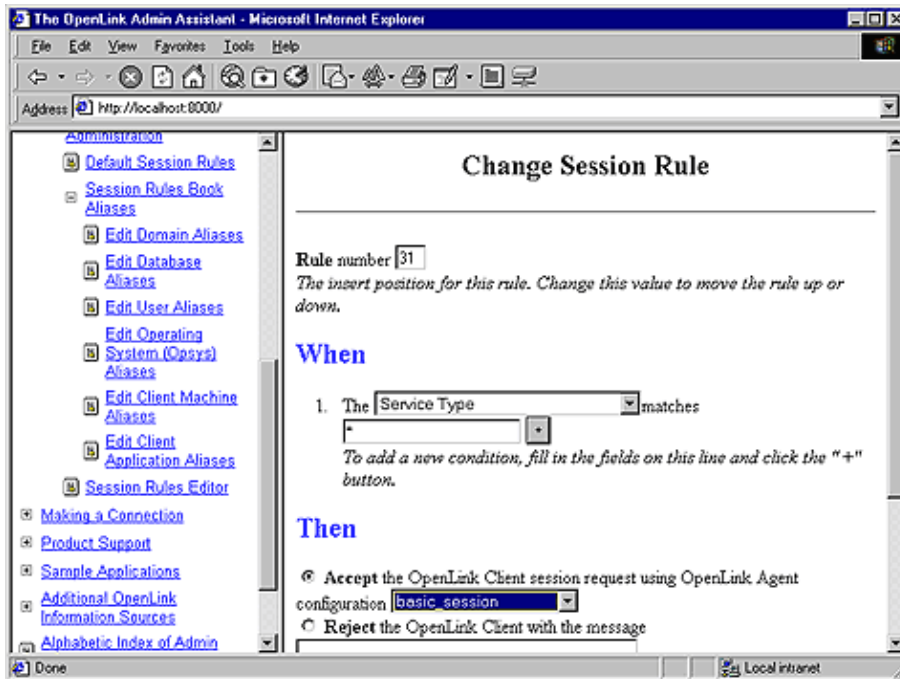 The OpenLink Admin Assistant - Microsoft Internet Explorer
File Edit View Favorites Tools Help
Address http://localhost:8000/
Administration
Default Session Rules
Session Rules Book
Aliases
Edit Domain Aliases
Edit Database
Aliases
Edit User Aliases
Edit Operating
System (Opsys)
Aliases
Edit Client Machine
Aliases
Edit Client
Application Aliases
Session Rules Editor
Making a Connection
Product Support
Sample Applications
Additional OpenLink
Information Sources
Alphabetic Index of Admin
Change Session Rule
Rule number 31
The insert position for this rule. Change this value to move the rule up or
down.
When
1. The Service Type matches
*
To add a new condition, fill in the fields on this line and click the "+"
button.
Then
Accept the OpenLink Client session request using OpenLink Agent
configuration basic_session
Reject the OpenLink Client with the message
Done
Local intranet